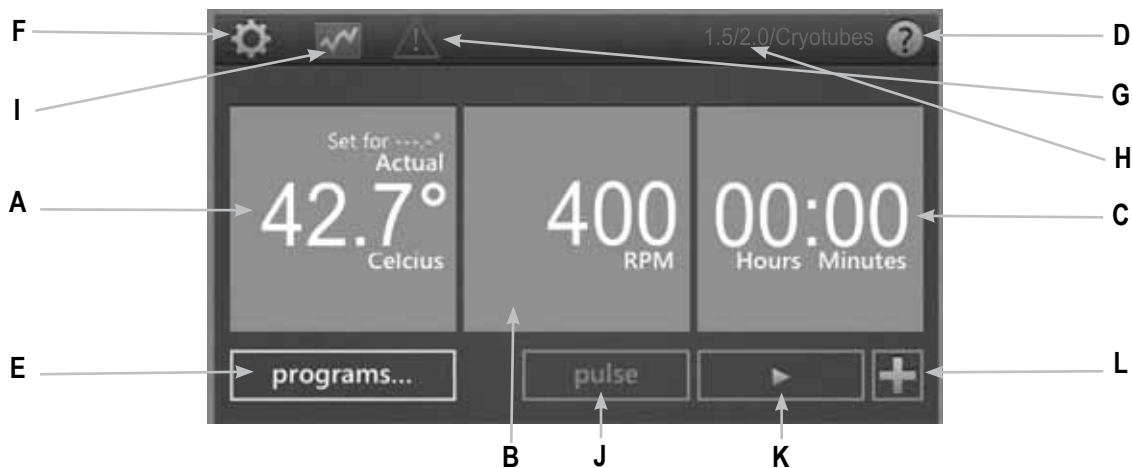 F
D
1.5/2.0/Cryotubes
?
!
I
G
H
A
Set for ---.-°
Actual
42.7°
Celcius
400
RPM
00:00
Hours Minutes
C
E
programs...
pulse
L
B
J
K